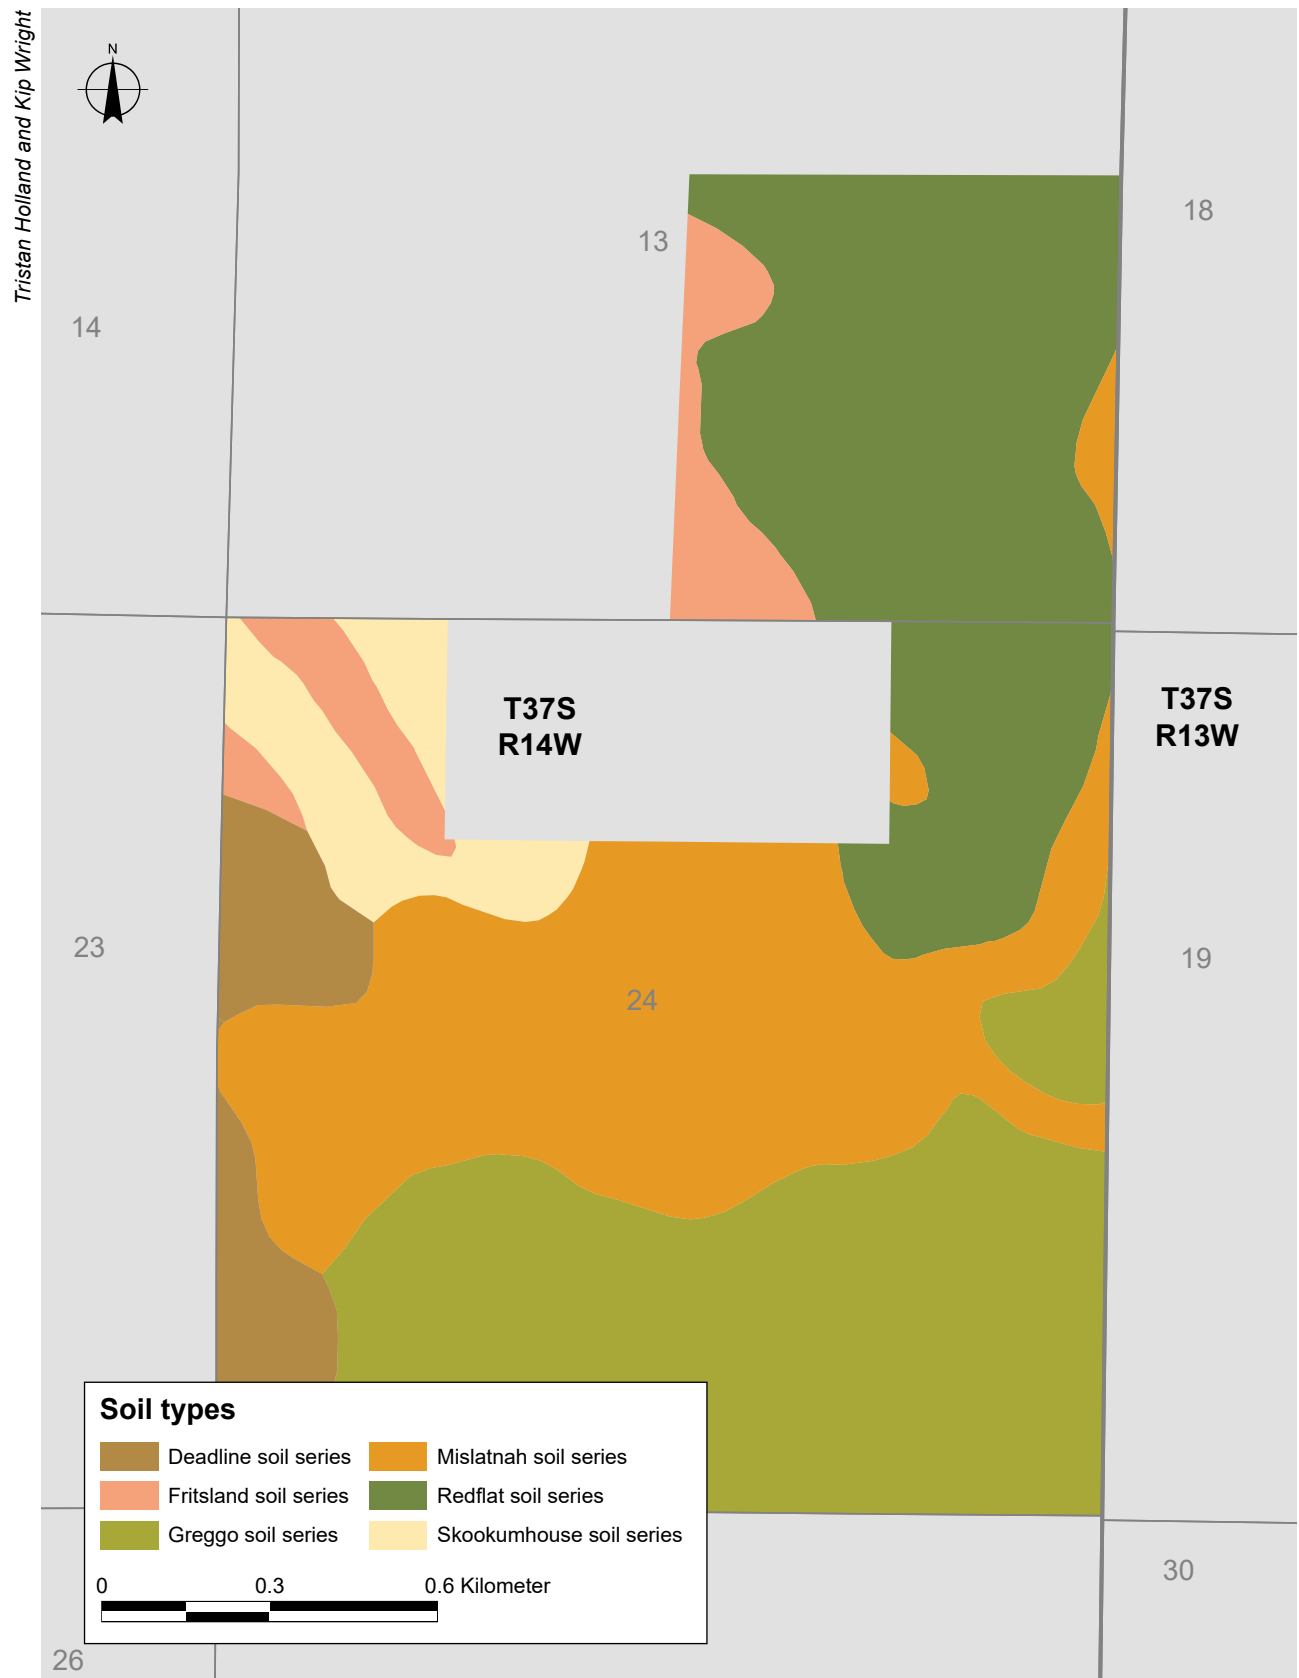 Tristan Holland and Kip Wright
N
13
18
14
T37S
R14W
T37S
R13W
23
24
19
Soil types
Deadline soil series
Mislatnah soil series
Fritsland soil series
Redflat soil series
Greggo soil series
Skookumhouse soil series
0
0.3
0.6 Kilometer
30
26